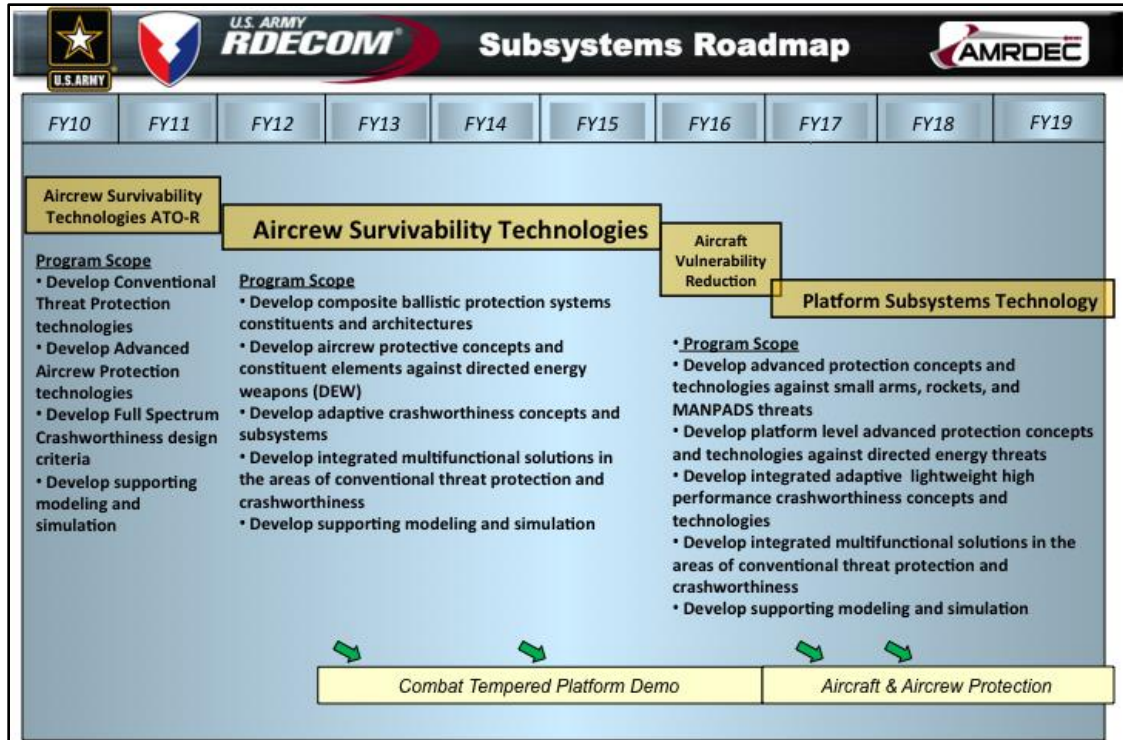 U.S. ARMY
RDECOM®
Subsystems Roadmap
AMRDEC
U.S.ARMY
FY10 FY11 FY12 FY13 FY14 FY15 FY16 FY17 FY18 FY19
Aircrew Survivability
Technologies ATO-R
Program Scope
• Develop Conventional
Threat Protection
technologies
• Develop Advanced
Aircrew Protection
technologies
• Develop Full Spectrum
Crashworthiness design
criteria
• Develop supporting
modeling and
simulation
Aircrew Survivability Technologies
Program Scope
• Develop composite ballistic protection systems
constituents and architectures
• Develop aircrew protective concepts and
constituent elements against directed energy
weapons (DEW)
• Develop adaptive crashworthiness concepts and
subsystems
• Develop integrated multifunctional solutions in
the areas of conventional threat protection and
crashworthiness
• Develop supporting modeling and simulation
Aircraft
Vulnerability
Reduction
Platform Subsystems Technology
• Program Scope
• Develop advanced protection concepts and
technologies against small arms, rockets, and
MANPADS threats
• Develop platform level advanced protection concepts
and technologies against directed energy threats
• Develop integrated adaptive lightweight high
performance crashworthiness concepts and
technologies
• Develop integrated multifunctional solutions in the
areas of conventional threat protection and
crashworthiness
• Develop supporting modeling and simulation
Combat Tempered Platform Demo
Aircraft & Aircrew Protection